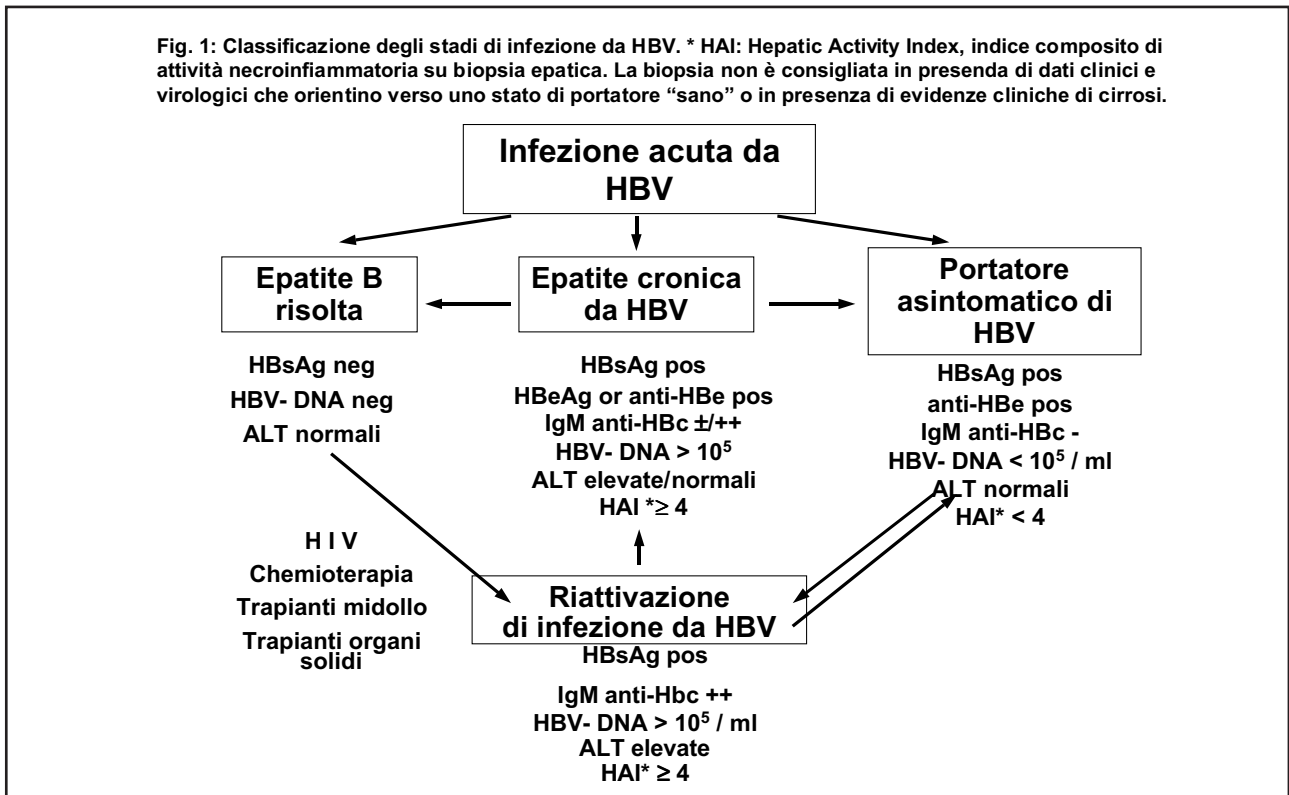 Fig. 1: Classificazione degli stadi di infezione da HBV. * HAI: Hepatic Activity Index, indice composito di
attività necroinfiammatoria su biopsia epatica. La biopsia non è consigliata in presenda di dati clinici e
virologici che orientino verso uno stato di portatore “sano” o in presenza di evidenze cliniche di cirrosi.
Infezione acuta da
HBV
Epatite B
risolta
HBsAg neg
HBV- DNA neg
ALT normali
Epatite cronica
da HBV
HBsAg pos
HBeAg or anti-HBe pos
IgM anti-HBc ±/++
HBV- DNA > 10⁵
ALT elevate/normali
HAI *≥ 4
Portatore
asintomatico di
HBV
HBsAg pos
anti-HBe pos
IgM anti-HBc -
HBV- DNA < 10⁵ / ml
ALT normali
HAI* < 4
H I V
Chemioterapia
Trapianti midollo
Trapianti organi
solidi
Riattivazione
di infezione da HBV
HBsAg pos
IgM anti-Hbc ++
HBV- DNA > 10⁵ / ml
ALT elevate
HAI* ≥ 4